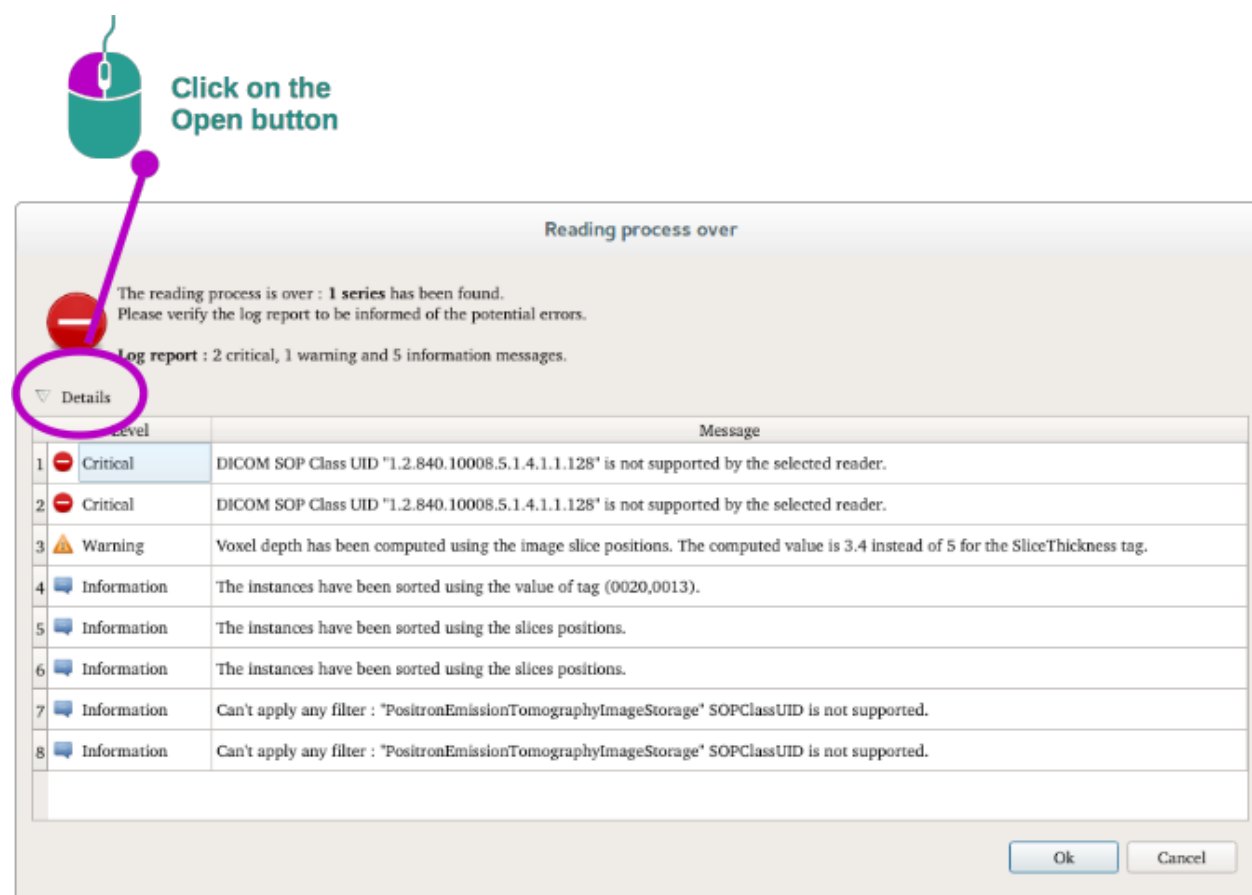 Click on the
Open button
Reading process over
The reading process is over : 1 series has been found.
Please verify the log report to be informed of the potential errors.
Log report : 2 critical, 1 warning and 5 information messages.
Details
Level Message
1 Critical DICOM SOP Class UID "1.2.840.10008.5.1.4.1.1.128" is not supported by the selected reader.
2 Critical DICOM SOP Class UID "1.2.840.10008.5.1.4.1.1.128" is not supported by the selected reader.
3 Warning Voxel depth has been computed using the image slice positions. The computed value is 3.4 instead of 5 for the SliceThickness tag.
4 Information The instances have been sorted using the value of tag (0020,0013).
5 Information The instances have been sorted using the slices positions.
6 Information The instances have been sorted using the slices positions.
7 Information Can't apply any filter : "PositronEmissionTomographyImageStorage" SOPClassUID is not supported.
8 Information Can't apply any filter : "PositronEmissionTomographyImageStorage" SOPClassUID is not supported.
Ok Cancel